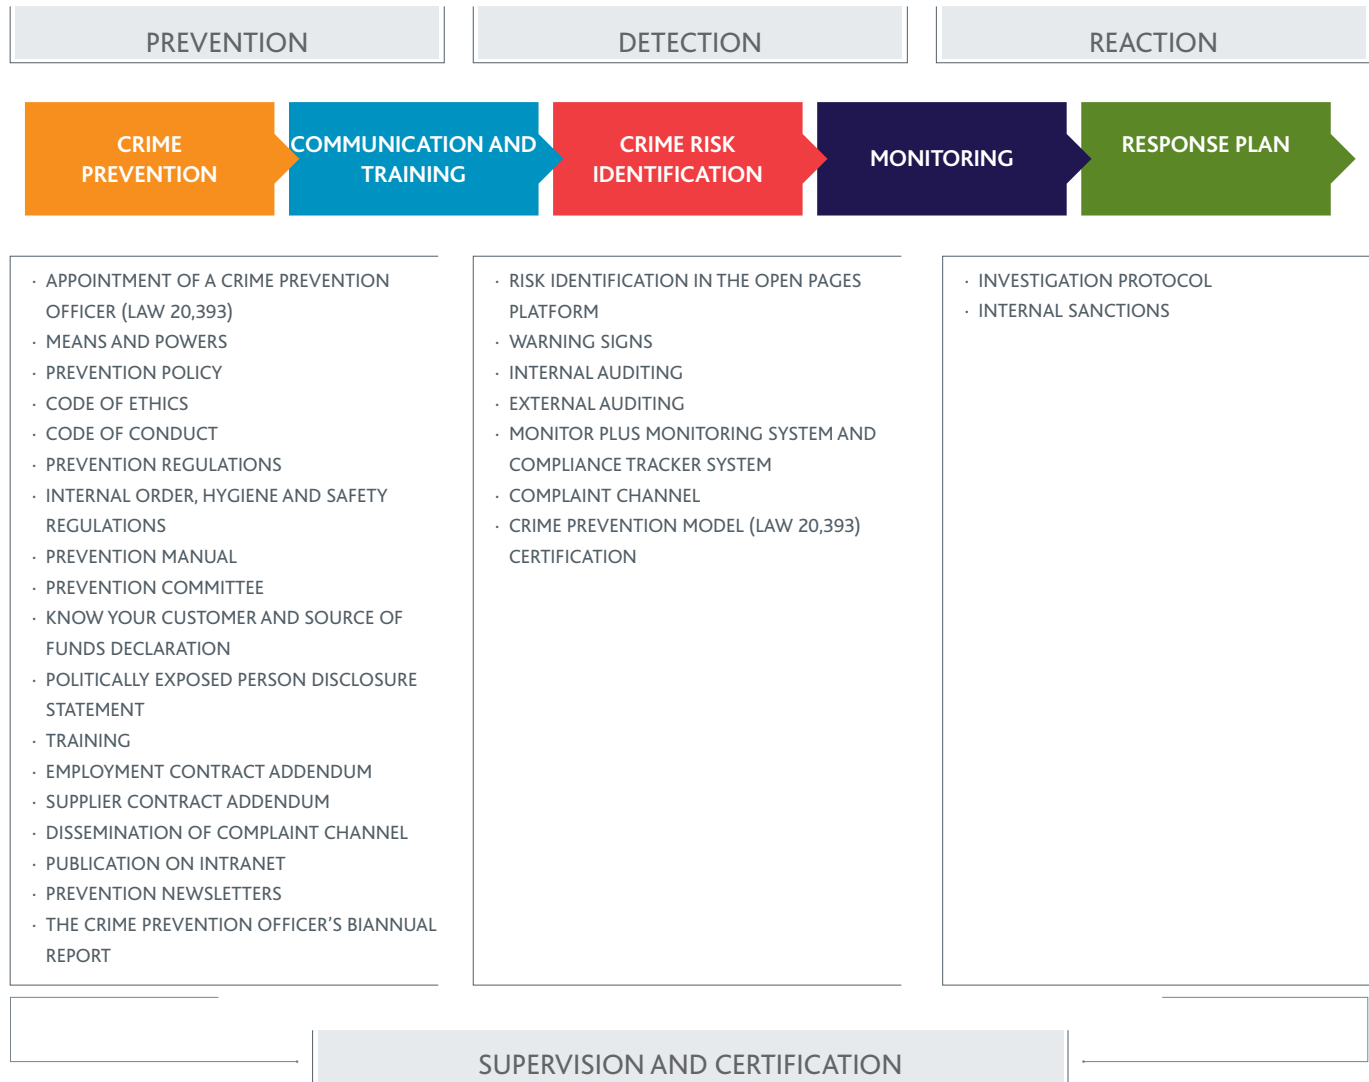 PREVENTION
DETECTION
REACTION
CRIME
PREVENTION
COMMUNICATION AND
TRAINING
CRIME RISK
IDENTIFICATION
MONITORING
RESPONSE PLAN
· APPOINTMENT OF A CRIME PREVENTION
OFFICER (LAW 20,393)
· MEANS AND POWERS
· PREVENTION POLICY
· CODE OF ETHICS
· CODE OF CONDUCT
· PREVENTION REGULATIONS
· INTERNAL ORDER, HYGIENE AND SAFETY
REGULATIONS
· PREVENTION MANUAL
· PREVENTION COMMITTEE
· KNOW YOUR CUSTOMER AND SOURCE OF
FUNDS DECLARATION
· POLITICALLY EXPOSED PERSON DISCLOSURE
STATEMENT
· TRAINING
· EMPLOYMENT CONTRACT ADDENDUM
· SUPPLIER CONTRACT ADDENDUM
· DISSEMINATION OF COMPLAINT CHANNEL
· PUBLICATION ON INTRANET
· PREVENTION NEWSLETTERS
· THE CRIME PREVENTION OFFICER'S BIANNUAL
REPORT
· RISK IDENTIFICATION IN THE OPEN PAGES
PLATFORM
· WARNING SIGNS
· INTERNAL AUDITING
· EXTERNAL AUDITING
· MONITOR PLUS MONITORING SYSTEM AND
COMPLIANCE TRACKER SYSTEM
· COMPLAINT CHANNEL
· CRIME PREVENTION MODEL (LAW 20,393)
CERTIFICATION
· INVESTIGATION PROTOCOL
· INTERNAL SANCTIONS
SUPERVISION AND CERTIFICATION